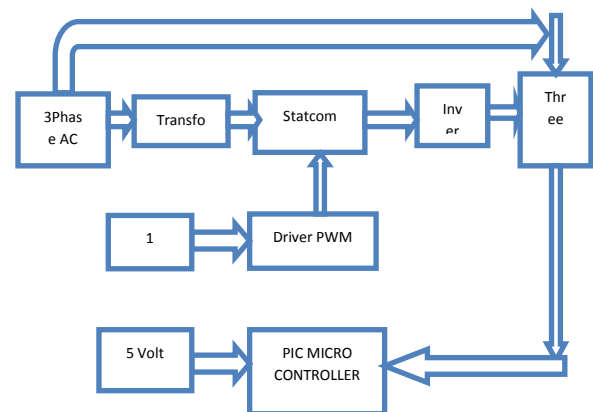 3Phas
e AC
Transfo
Statcom
Inv
er
Thr
ee
1
Driver PWM
5 Volt
PIC MICRO
CONTROLLER